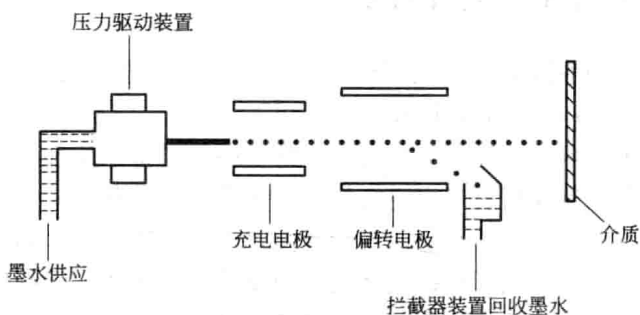 压力驱动装置
充电电极
偏转电极
介质
墨水供应
拦截器装置回收墨水